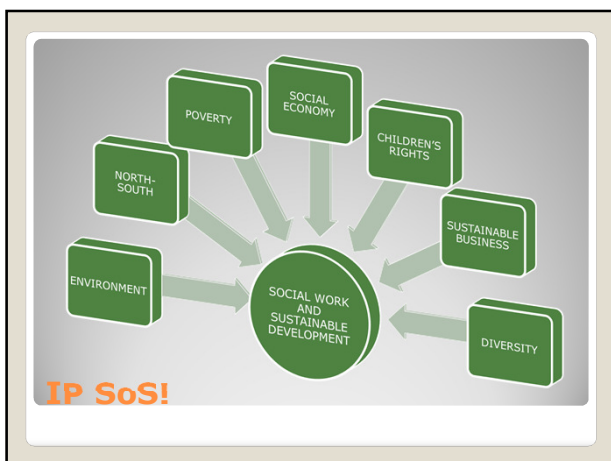 SOCIAL
ECONOMY
POVERTY
CHILDREN'S
RIGHTS
NORTH-
SOUTH
SUSTAINABLE
BUSINESS
ENVIRONMENT
SOCIAL WORK
AND
SUSTAINABLE
DEVELOPMENT
DIVERSITY
IP SoS!